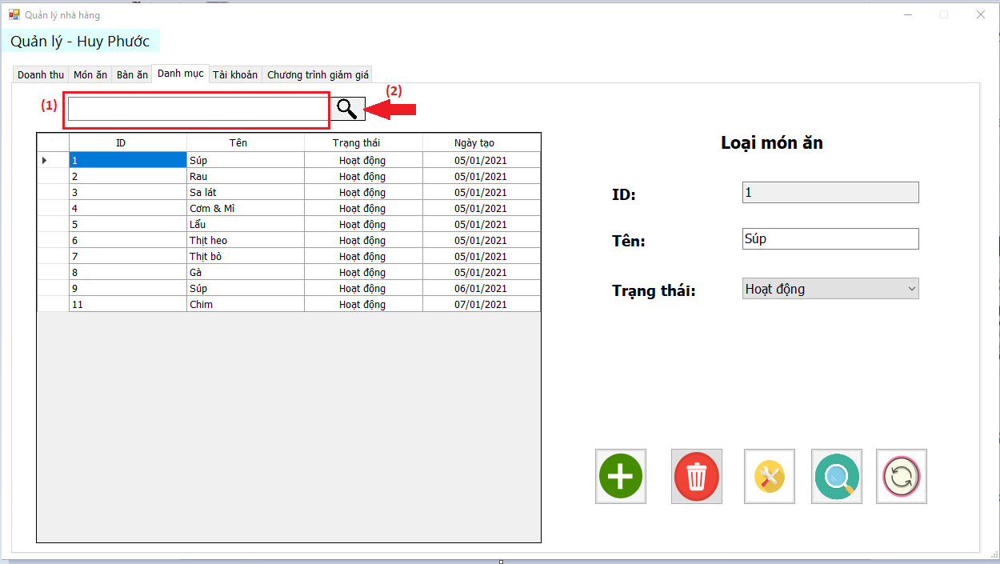 Quản lý nhà hàng
Quản lý - Huy Phước
Doanh thu Món ăn Bàn ăn Danh mục Tài khoản Chương trình giảm giá
(1)
(2)
ID Tên Trạng thái Ngày tạo
1 Súp Hoạt động 05/01/2021
2 Rau Hoạt động 05/01/2021
3 Sa lát Hoạt động 05/01/2021
4 Cơm & Mì Hoạt động 05/01/2021
5 Lẩu Hoạt động 05/01/2021
6 Thịt heo Hoạt động 05/01/2021
7 Thịt bò Hoạt động 05/01/2021
8 Gà Hoạt động 05/01/2021
9 Súp Hoạt động 06/01/2021
11 Chim Hoạt động 07/01/2021
Loại món ăn
ID: 1
Tên: Súp
Trạng thái: Hoạt động